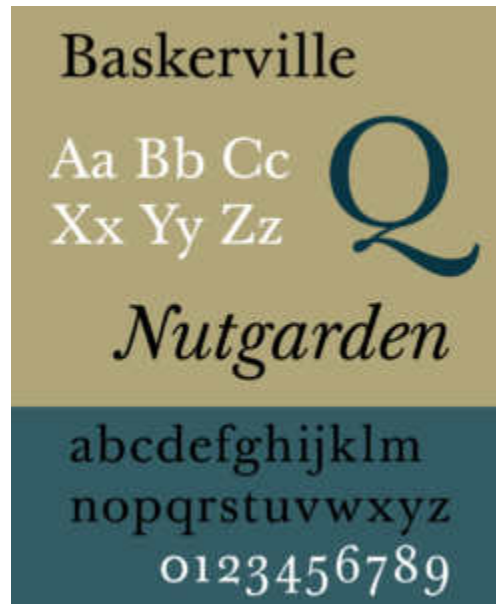 Baskerville
Aa Bb Cc
Xx Yy Zz
Q
Nutgarden
abcdefghijklm
nopqrstuvwxyz
0123456789